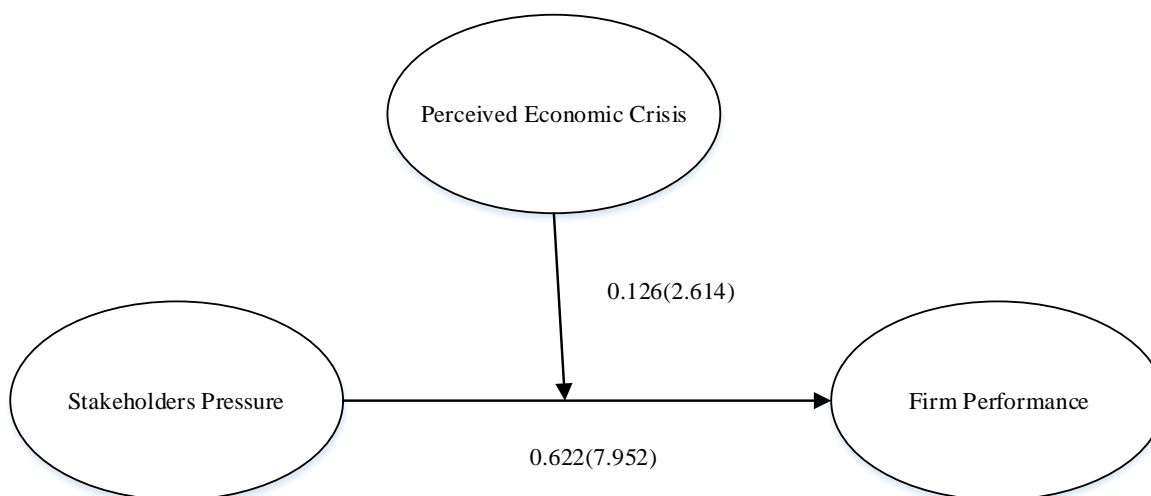 Perceived Economic Crisis
0.126(2.614)
Stakeholders Pressure
Firm Performance
0.622(7.952)